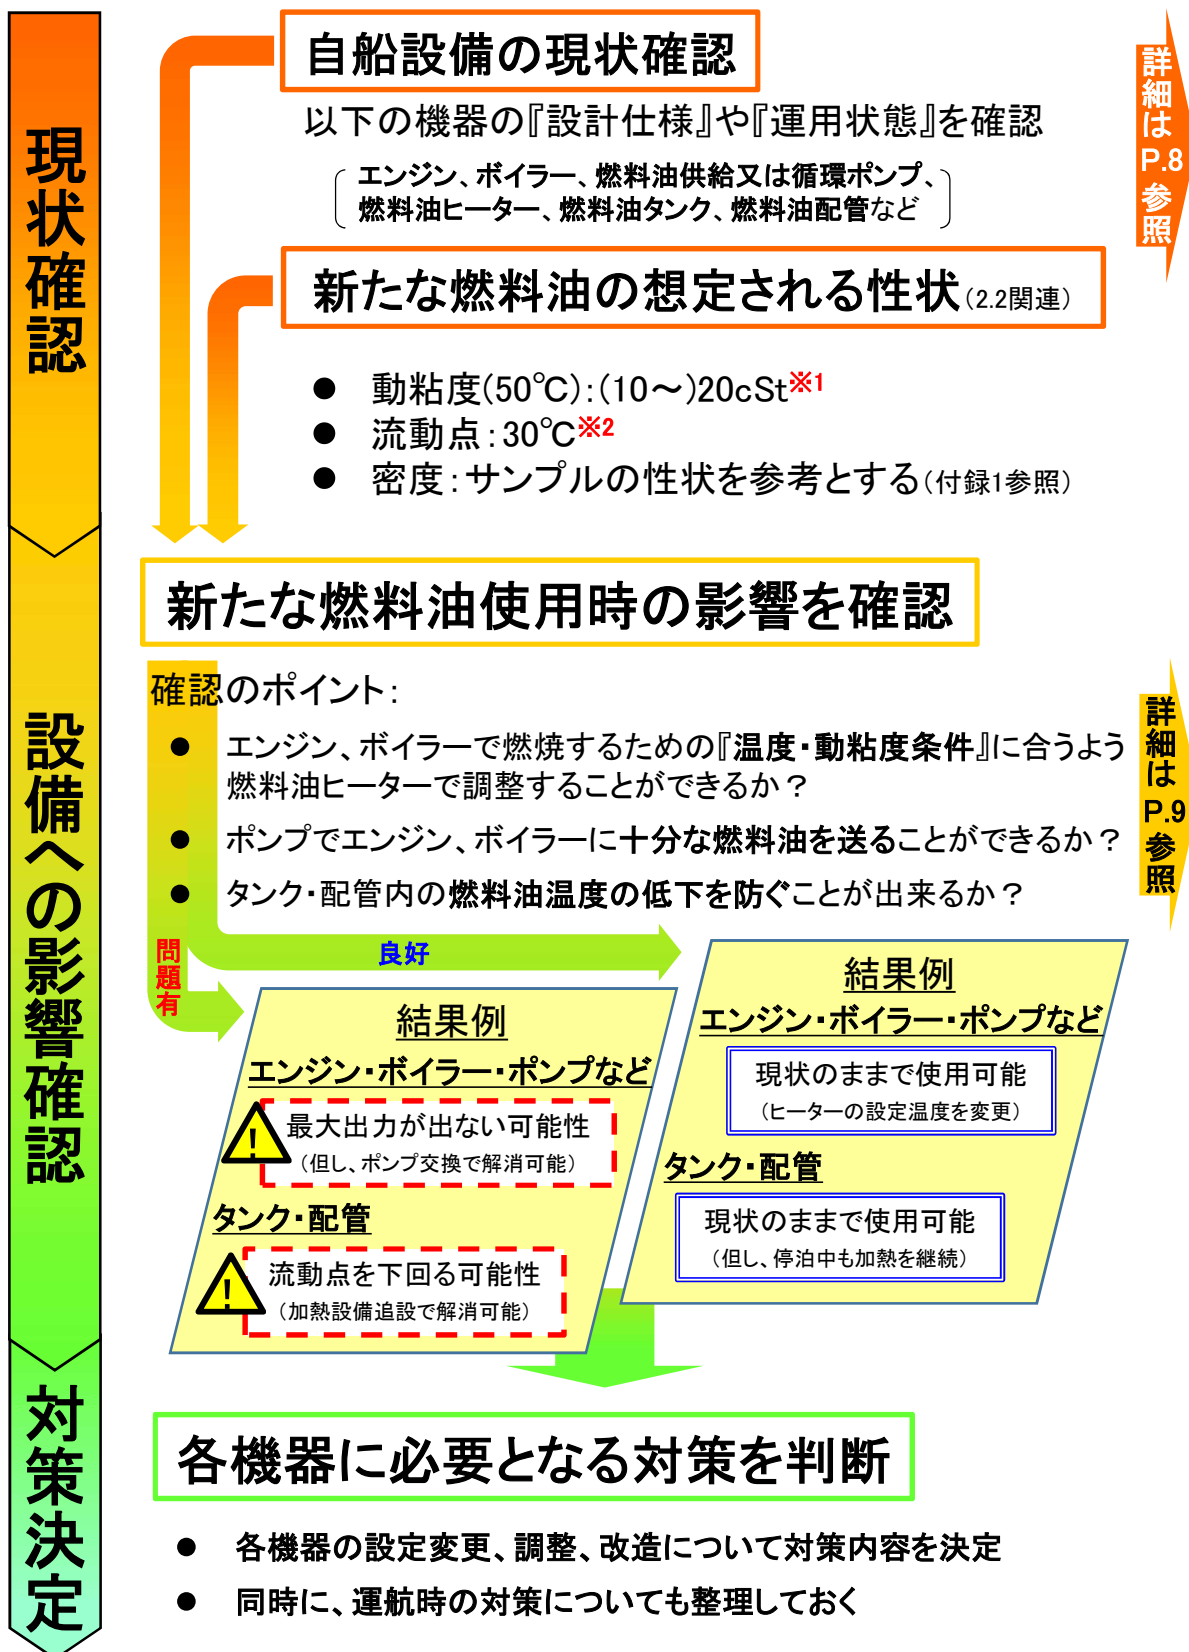 現状確認
自船設備の現状確認
以下の機器の『設計仕様』や『運用状態』を確認
エンジン、ボイラー、燃料油供給又は循環ポンプ、
燃料油ヒーター、燃料油タンク、燃料油配管など
詳細は P.8 参照
新たな燃料油の想定される性状(2.2関連)
● 動粘度(50℃):(10～)20cSt※1
● 流動点:30℃※2
● 密度:サンプルの性状を参考とする(付録1参照)
設備への影響確認
新たな燃料油使用時の影響を確認
確認のポイント:
● エンジン、ボイラーで燃焼するための『温度・動粘度条件』に合うよう
燃料油ヒーターで調整することができるか?
● ポンプでエンジン、ボイラーに十分な燃料油を送ることができるか?
● タンク・配管内の燃料油温度の低下を防ぐことが出来るか?
詳細は P.9 参照
問題有
良好
結果例
エンジン・ボイラー・ポンプなど
!
最大出力が出ない可能性
(但し、ポンプ交換で解消可能)
タンク・配管
!
流動点を下回る可能性
(加熱設備追設で解消可能)
結果例
エンジン・ボイラー・ポンプなど
現状のままで使用可能
(ヒーターの設定温度を変更)
タンク・配管
現状のままで使用可能
(但し、停泊中も加熱を継続)
対策決定
各機器に必要となる対策を判断
● 各機器の設定変更、調整、改造について対策内容を決定
● 同時に、運航時の対策についても整理しておく